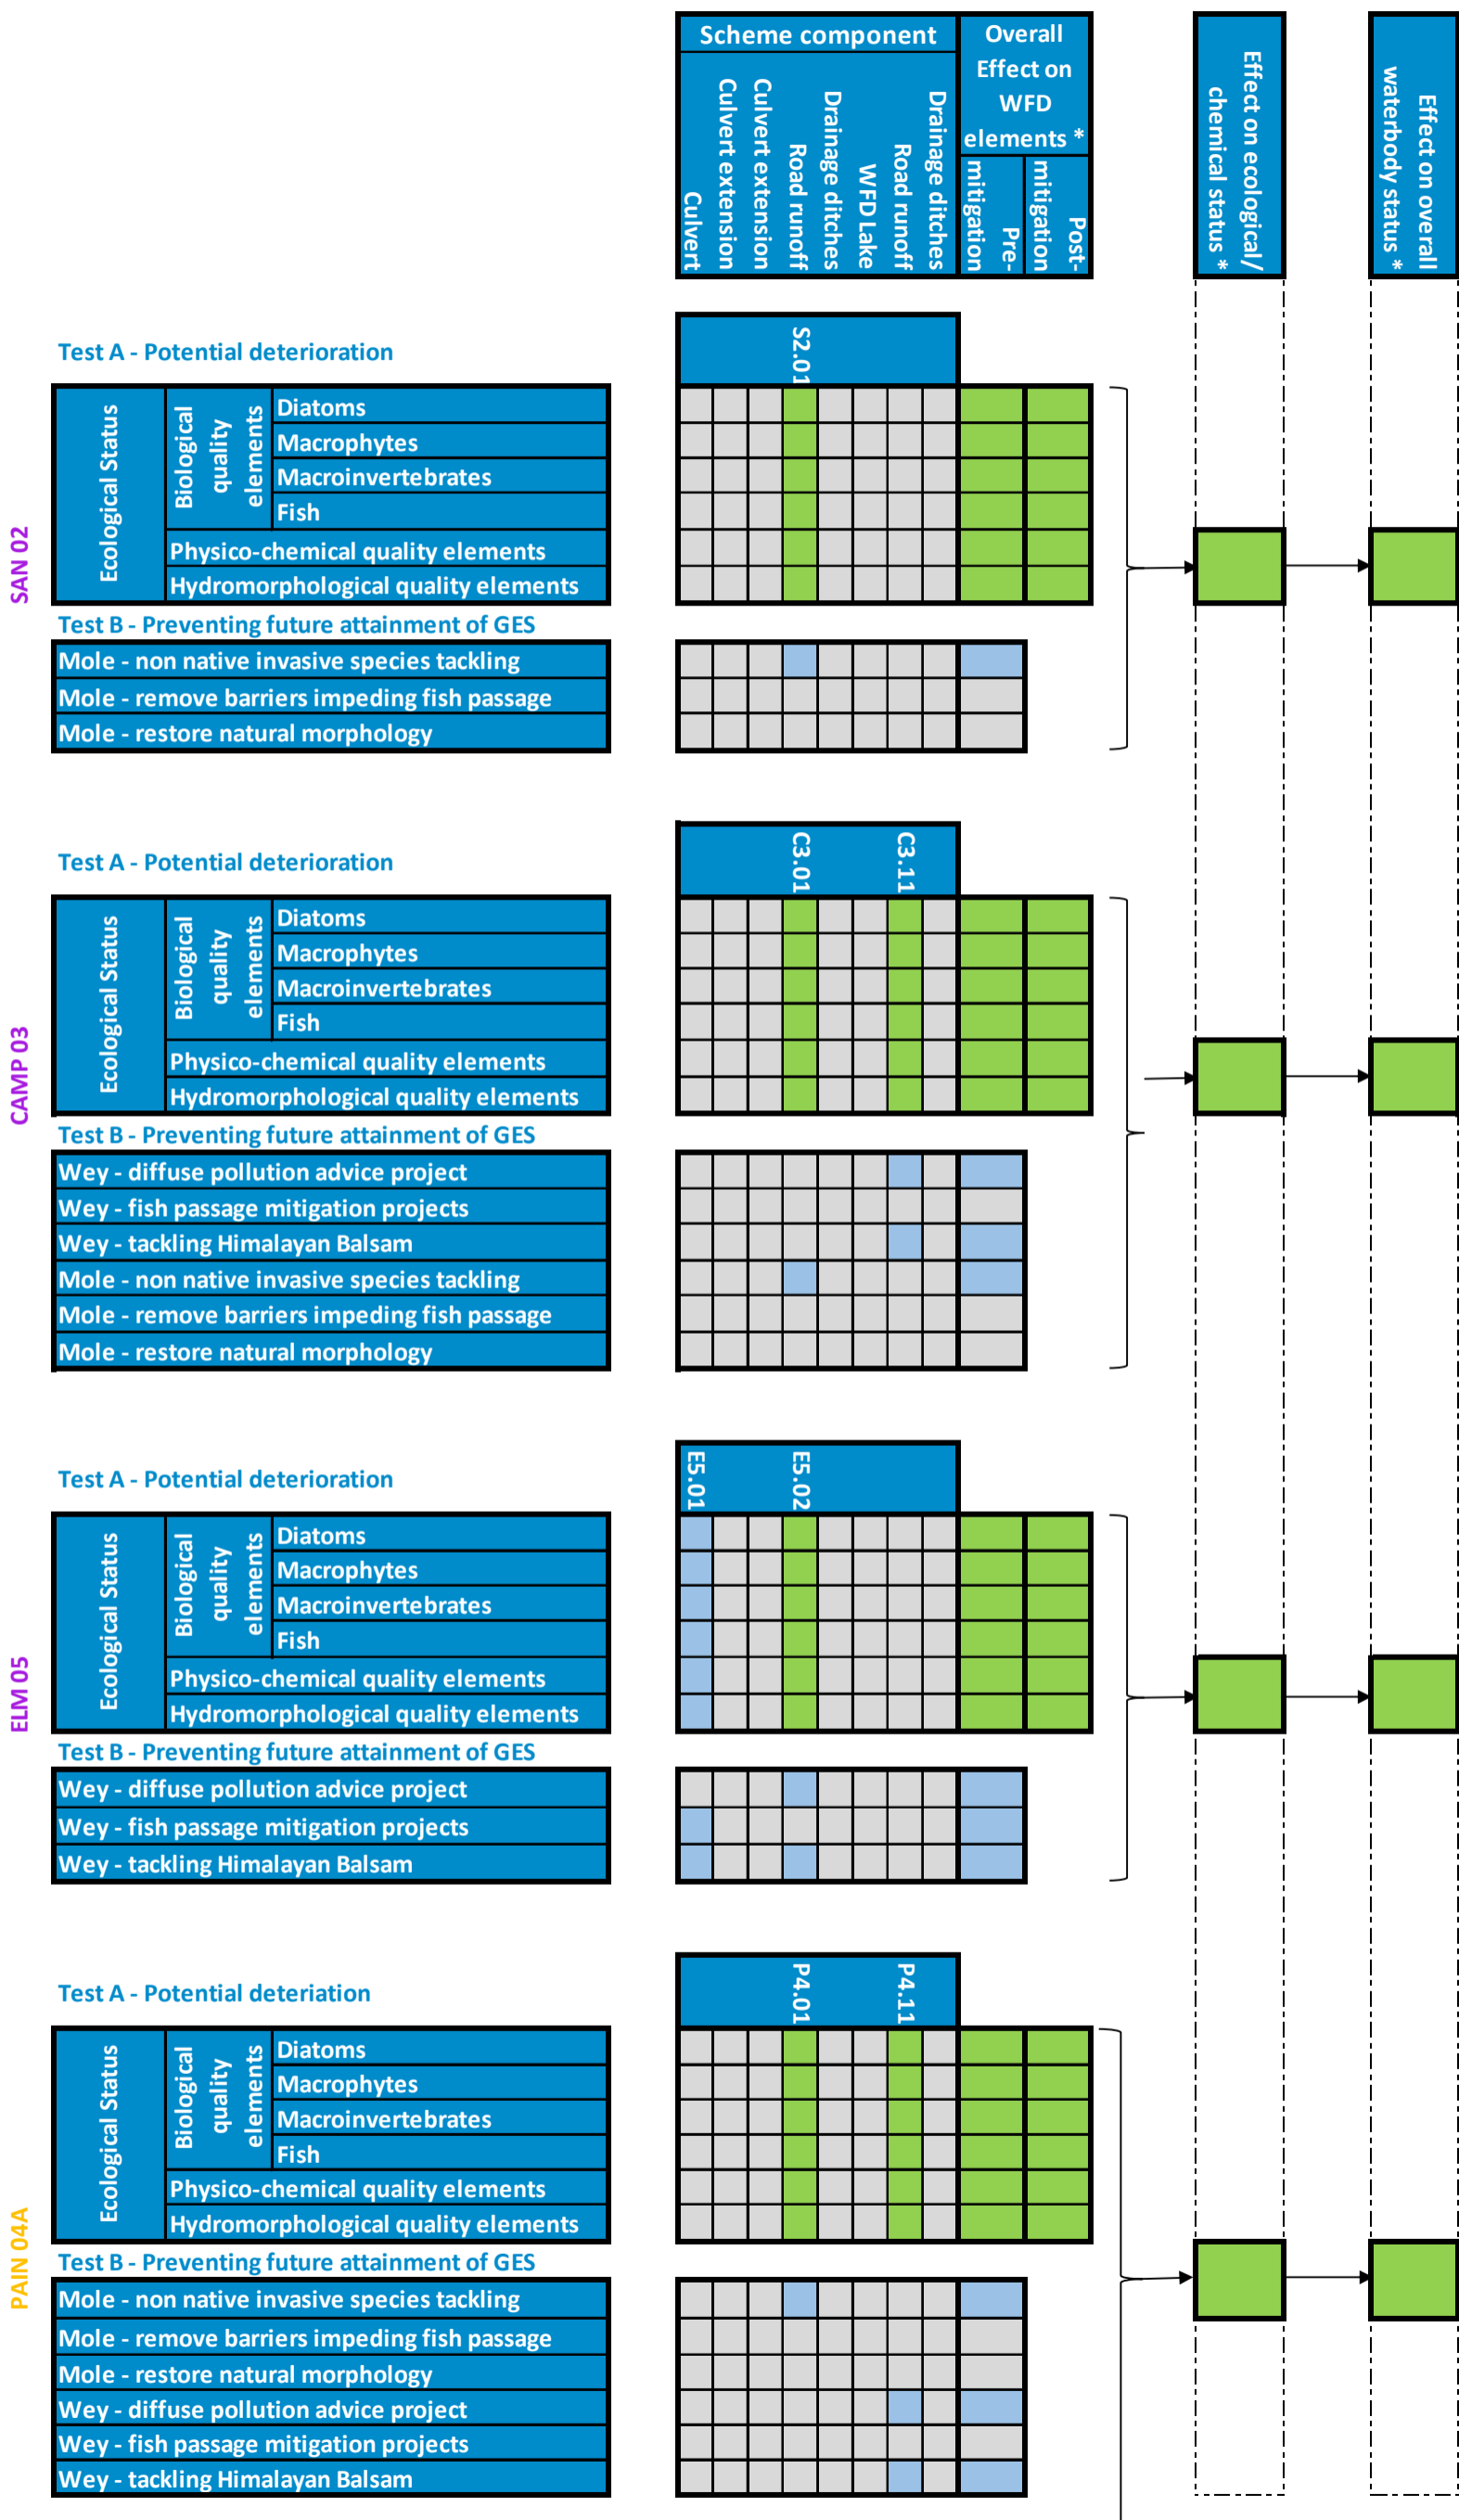 Scheme component
Overall
Effect on
WFD
elements *
Culvert
Culvert extension
Culvert extension
Road runoff
Drainage ditches
WFD Lake
Road runoff
Drainage ditches
Pre-
mitigation
Post-
mitigation
Effect on ecological/
chemical status *
Effect on overall
waterbody status *
SAN 02
Test A - Potential deterioration
S2.01
Ecological Status
Biological
quality
elements
Diatoms
Macrophytes
Macroinvertebrates
Fish
Physico-chemical quality elements
Hydromorphological quality elements
Test B - Preventing future attainment of GES
Mole - non native invasive species tackling
Mole - remove barriers impeding fish passage
Mole - restore natural morphology
CAMP 03
Test A - Potential deterioration
C3.01
C3.11
Ecological Status
Biological
quality
elements
Diatoms
Macrophytes
Macroinvertebrates
Fish
Physico-chemical quality elements
Hydromorphological quality elements
Test B - Preventing future attainment of GES
Wey - diffuse pollution advice project
Wey - fish passage mitigation projects
Wey - tackling Himalayan Balsam
Mole - non native invasive species tackling
Mole - remove barriers impeding fish passage
Mole - restore natural morphology
ELM 05
Test A - Potential deterioration
E5.01
E5.02
Ecological Status
Biological
quality
elements
Diatoms
Macrophytes
Macroinvertebrates
Fish
Physico-chemical quality elements
Hydromorphological quality elements
Test B - Preventing future attainment of GES
Wey - diffuse pollution advice project
Wey - fish passage mitigation projects
Wey - tackling Himalayan Balsam
PAIN 04A
Test A - Potential deteriation
P4.01
P4.11
Ecological Status
Biological
quality
elements
Diatoms
Macrophytes
Macroinvertebrates
Fish
Physico-chemical quality elements
Hydromorphological quality elements
Test B - Preventing future attainment of GES
Mole - non native invasive species tackling
Mole - remove barriers impeding fish passage
Mole - restore natural morphology
Wey - diffuse pollution advice project
Wey - fish passage mitigation projects
Wey - tackling Himalayan Balsam